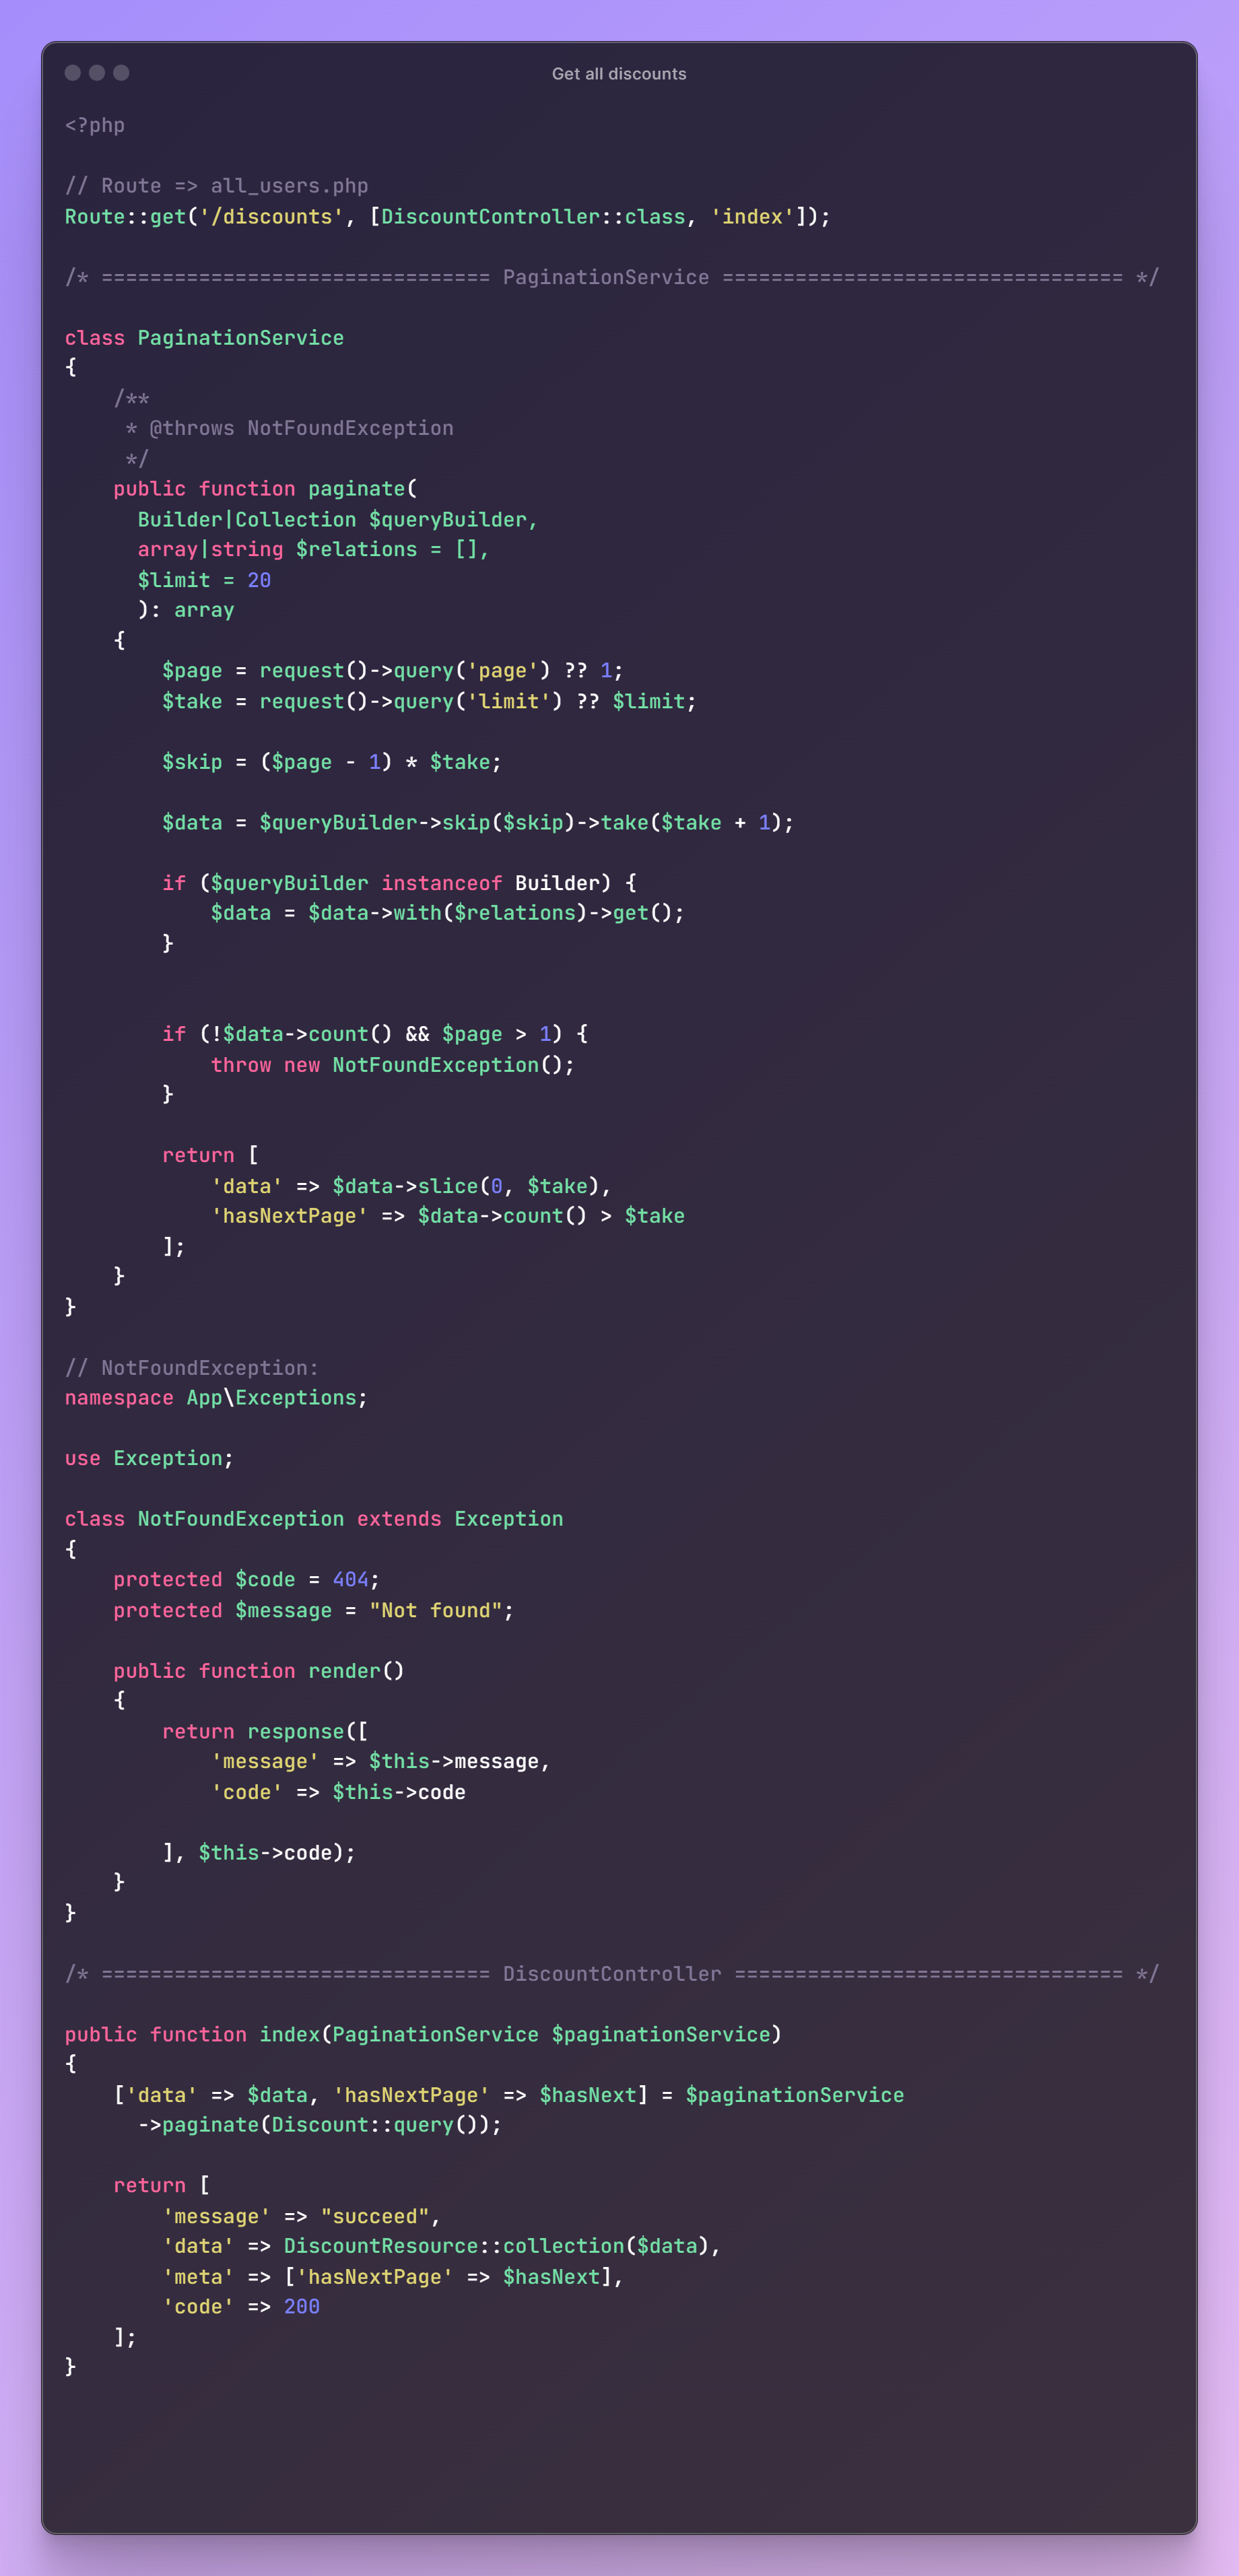 Get all discounts
<?php
// Route => all_users.php
Route::get('/discounts', [DiscountController::class, 'index']);
/* ================================ PaginationService ================================= */
class PaginationService
{
    /**
     * @throws NotFoundException
     */
    public function paginate(
      Builder|Collection $queryBuilder,
      array|string $relations = [],
      $limit = 20
      ): array
    {
        $page = request()->query('page') ?? 1;
        $take = request()->query('limit') ?? $limit;
        $skip = ($page - 1) * $take;
        $data = $queryBuilder->skip($skip)->take($take + 1);
        if ($queryBuilder instanceof Builder) {
            $data = $data->with($relations)->get();
        }
        if (!$data->count() && $page > 1) {
            throw new NotFoundException();
        }
        return [
            'data' => $data->slice(0, $take),
            'hasNextPage' => $data->count() > $take
        ];
    }
}
// NotFoundException:
namespace App\Exceptions;
use Exception;
class NotFoundException extends Exception
{
    protected $code = 404;
    protected $message = "Not found";
    public function render()
    {
        return response([
            'message' => $this->message,
            'code' => $this->code
        ], $this->code);
    }
}
/* ================================ DiscountController ================================ */
public function index(PaginationService $paginationService)
{
    ['data' => $data, 'hasNextPage' => $hasNext] = $paginationService
      ->paginate(Discount::query());
    return [
        'message' => "succeed",
        'data' => DiscountResource::collection($data),
        'meta' => ['hasNextPage' => $hasNext],
        'code' => 200
    ];
}